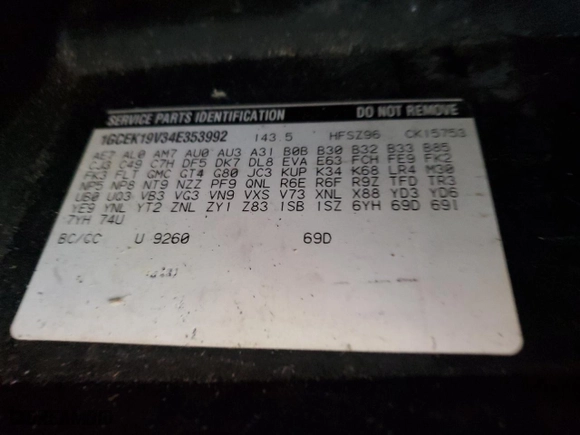 SERVICE PARTS IDENTIFICATION DO NOT REMOVE
1GCEK19V34E353992 143.5 HFSZ96 CK15753
AE7 AL0 AM7 AU0 AU3 A31 B0B B30 B32 B33 B85
CA3 C49 C7H DF5 DK7 DL8 EVA E63 FCH FE9 FK2
FK3 FLT GMC GT4 G80 JC3 KUP K34 K68 LR4 M30
NP5 NP8 NT9 NZZ PF9 QNL R6E R6F R9Z TFD TR3
UB0 UQ3 VB3 VG3 VN9 VXS V73 XNL X88 YD3 YD6
YE9 YNL YT2 ZNL ZY1 Z83 1SB 1SZ 6YH 69D 691
7YH 74U
BC/CC U 9260 69D